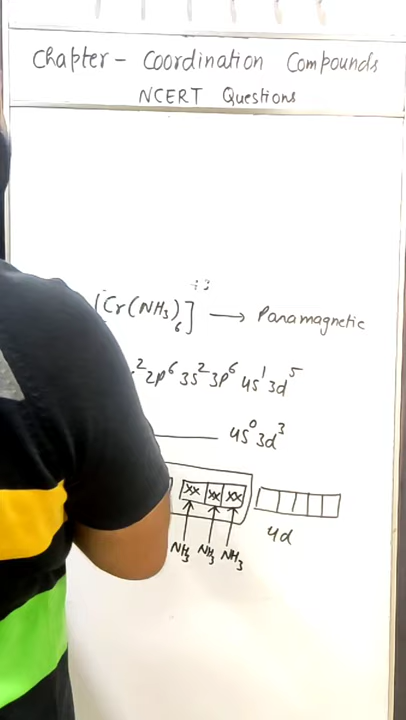 Chapter - Coordination Compounds
NCERT Questions
+3
[Cr(NH₃)₆] → Paramagnetic
² 2p⁶ 3s² 3p⁶ 4s¹ 3d⁵
4s⁰ 3d³
xx xx xx
4d
NH₃ NH₃ NH₃